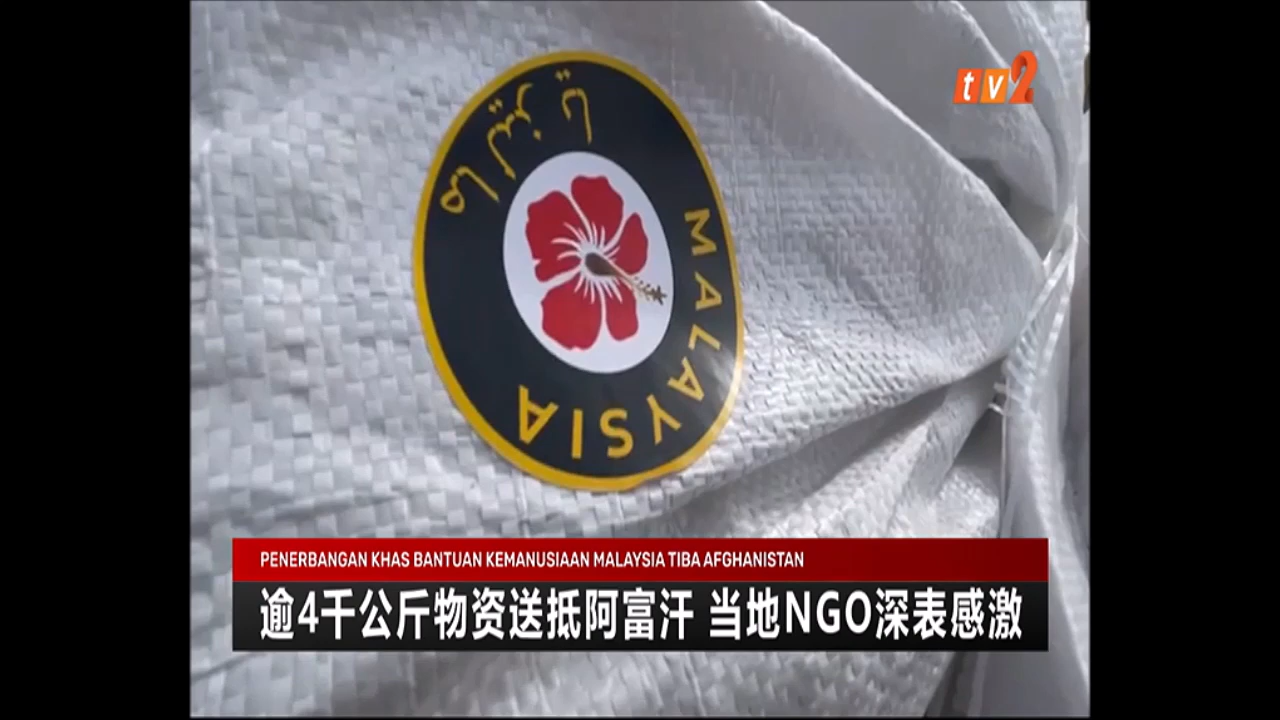 tv2
مليزيا
MALAYSIA
PENERBANGAN KHAS BANTUAN KEMANUSIAAN MALAYSIA TIBA AFGHANISTAN
逾4千公斤物资送抵阿富汗 当地NGO深表感激